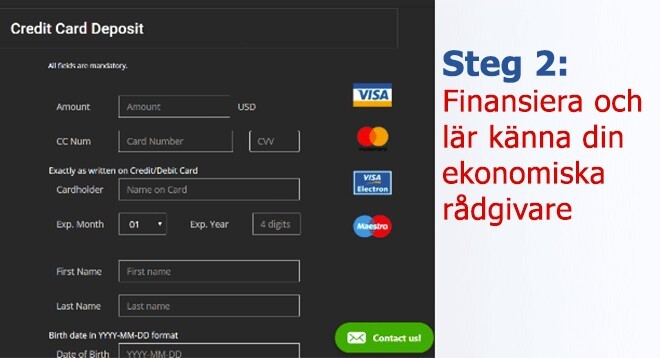 Credit Card Deposit
All fields are mandatory.
Amount Amount USD
VISA
CC Num Card Number CVV
Exactly as written on Credit/Debit Card
Cardholder Name on Card
VISA
Electron
Exp. Month 01 Exp. Year 4 digits
Maestro
First Name First name
Last Name Last name
Birth date in YYYY-MM-DD format
Date of Birth YYYY-MM-DD
Contact us!
Steg 2:
Finansiera och
lär känna din
ekonomiska
rådgivare